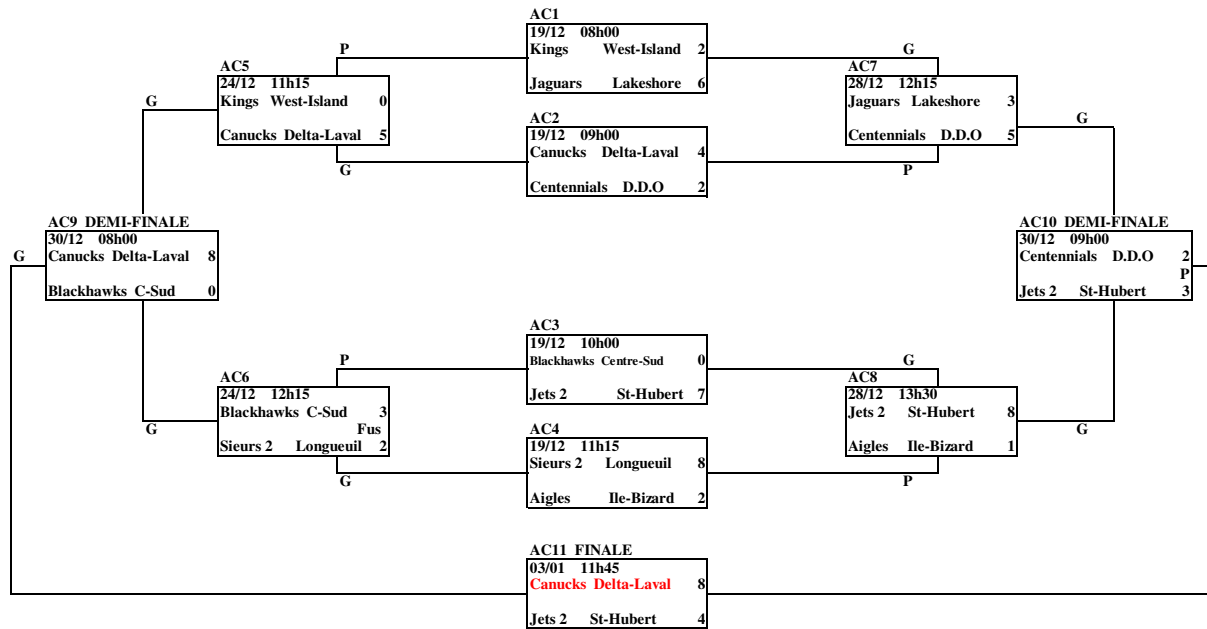 AC1
19/12 08h00
Kings West-Island 2
Jaguars Lakeshore 6
P
G
AC5
24/12 11h15
Kings West-Island 0
Canucks Delta-Laval 5
AC7
28/12 12h15
Jaguars Lakeshore 3
Centennials D.D.O 5
G
G
AC2
19/12 09h00
Canucks Delta-Laval 4
Centennials D.D.O 2
G
P
AC9 DEMI-FINALE
30/12 08h00
Canucks Delta-Laval 8
Blackhawks C-Sud 0
G
AC10 DEMI-FINALE
30/12 09h00
Centennials D.D.O 2
P
Jets 2 St-Hubert 3
AC3
19/12 10h00
Blackhawks Centre-Sud 0
Jets 2 St-Hubert 7
P
G
AC6
24/12 12h15
Blackhawks C-Sud 3
Fus
Sieurs 2 Longueuil 2
AC8
28/12 13h30
Jets 2 St-Hubert 8
Aigles Ile-Bizard 1
G
G
AC4
19/12 11h15
Sieurs 2 Longueuil 8
Aigles Ile-Bizard 2
G
P
AC11 FINALE
03/01 11h45
Canucks Delta-Laval 8
Jets 2 St-Hubert 4